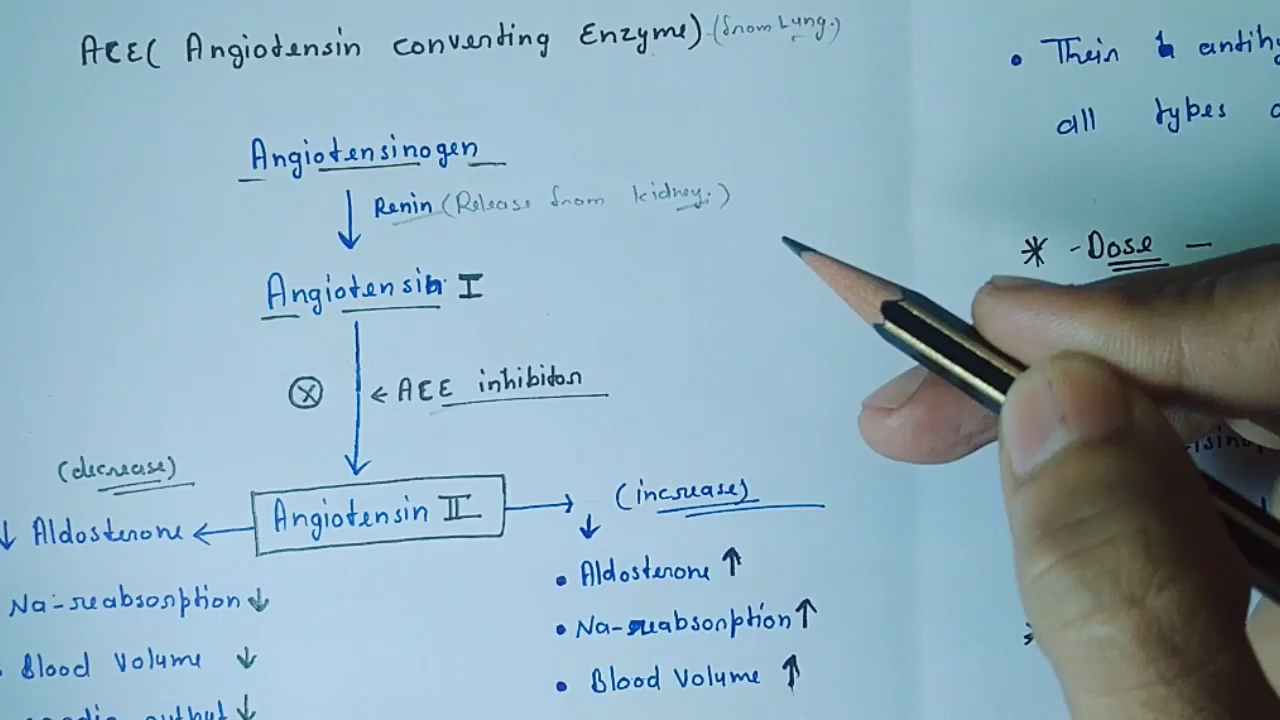 ACE( Angiotensin converting Enzyme) (from Lung.)
Angiotensinogen
Renin (Release from kidney.)
Angiotensin I
ⓧ ← ACE inhibitor
(decrease)
↓ Aldosterone ← Angiotensin II → (increase)
↓
Na-reabsorption ↓
Blood Volume ↓
output ↓
• Aldosterone ↑
• Na-reabsorption ↑
• Blood Volume ↑
• Their antihy
all types
* - Dose -